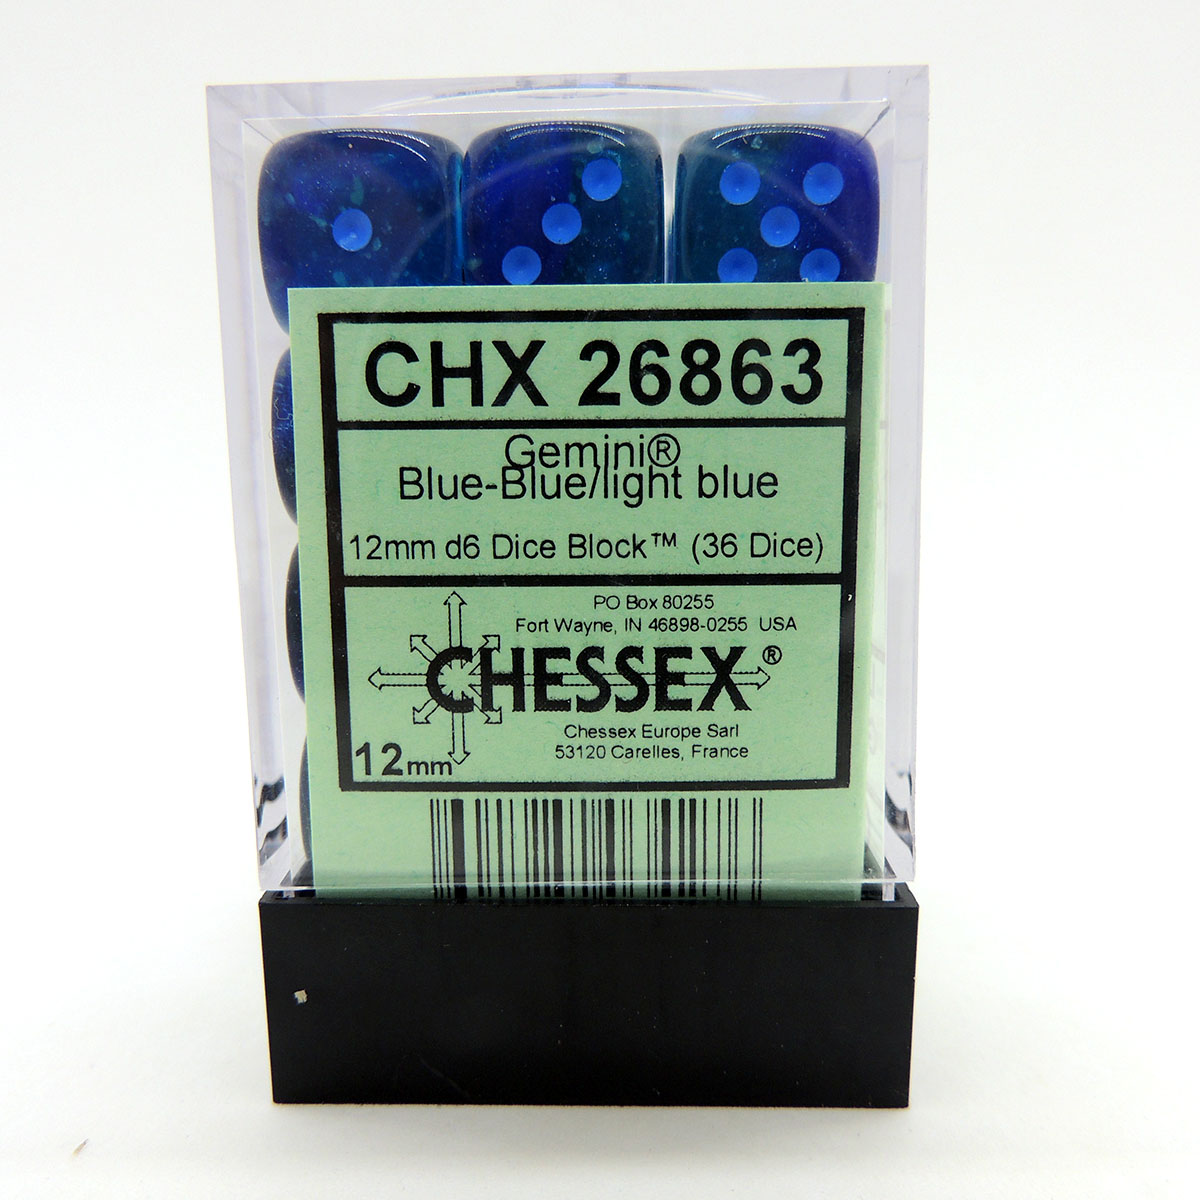 CHX 26863
Gemini®
Blue-Blue/light blue
12mm d6 Dice Block™ (36 Dice)
PO Box 80255
Fort Wayne, IN 46898-0255 USA
CHESSEX®
Chessex Europe Sarl
53120 Carelles, France
12mm